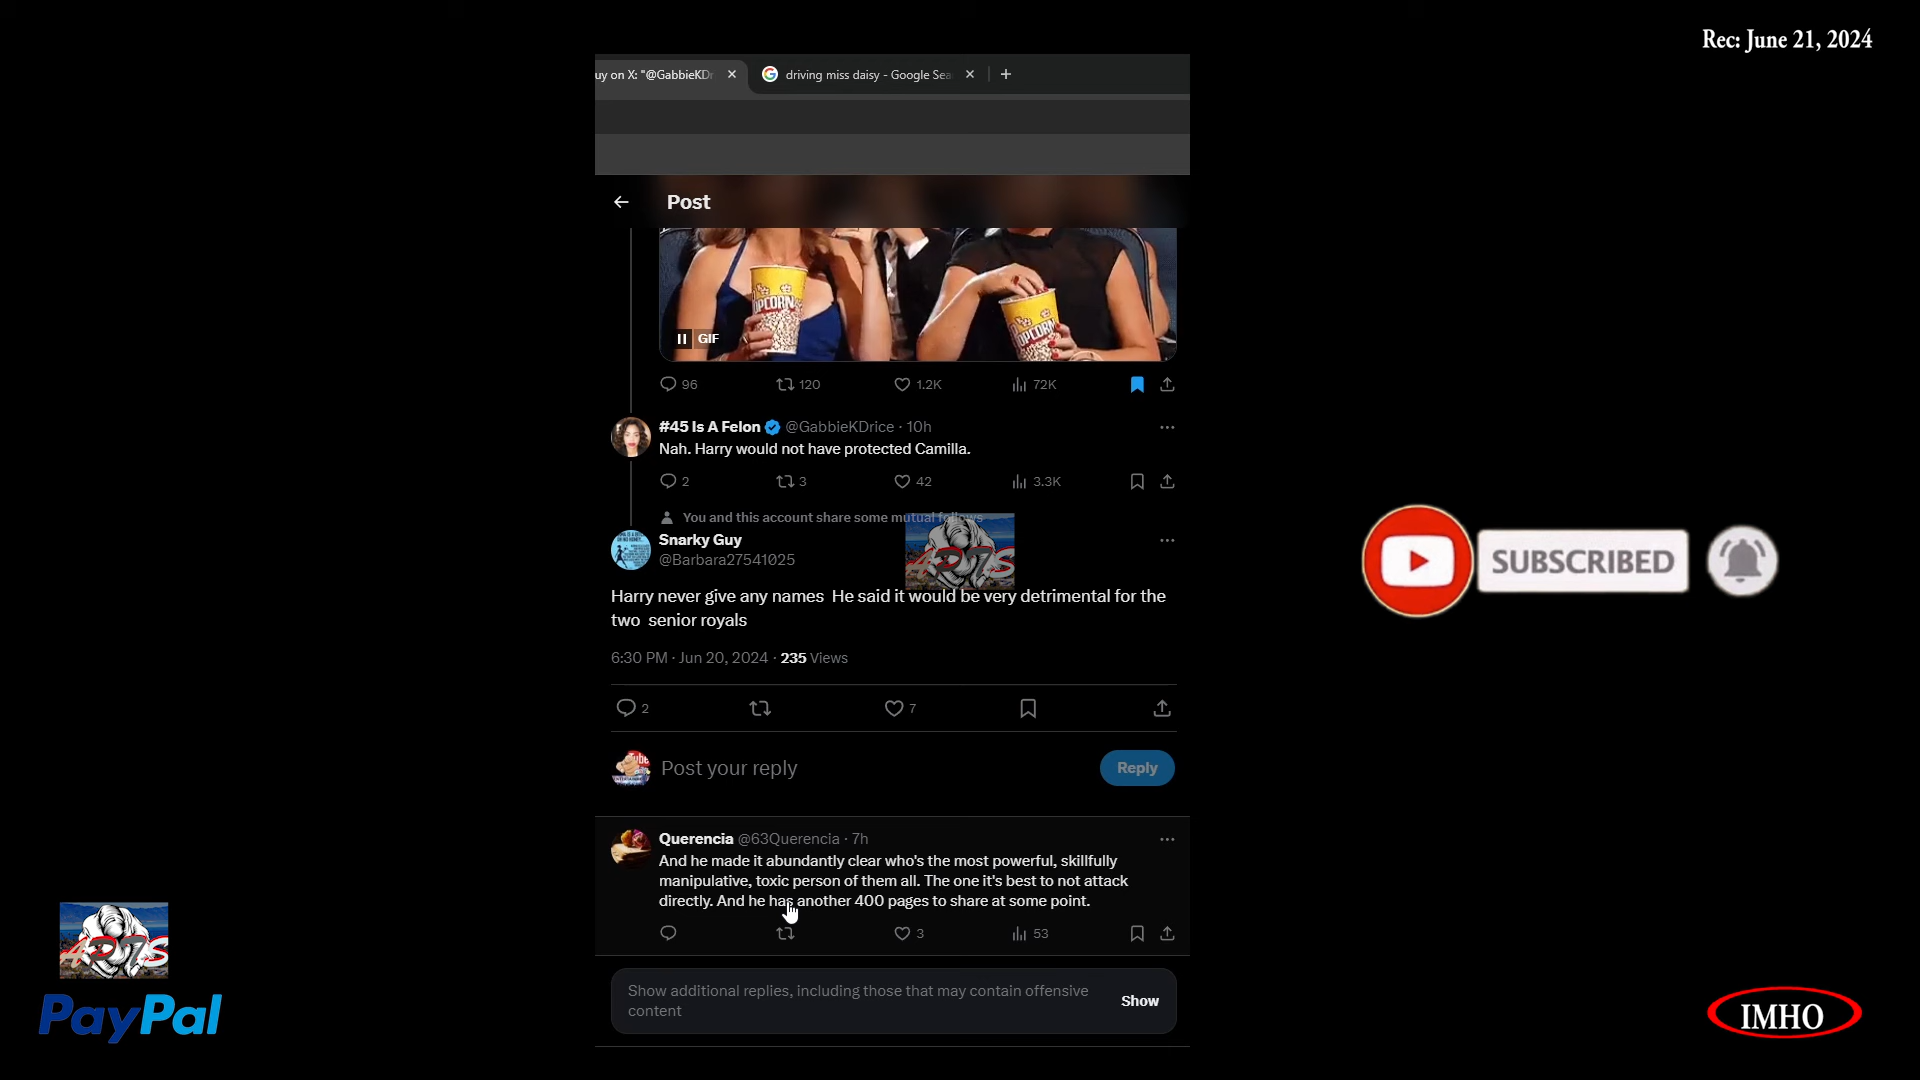 Rec: June 21, 2024
uy on X: "@GabbieKDr
driving miss daisy - Google Sea
Post
POPCORN
OPCORN
GIF
96 120 1.2K 72K
#45 Is A Felon @GabbieKDrice · 10h
Nah. Harry would not have protected Camilla.
2 3 42 3.3K
You and this account share some mutual follows
Snarky Guy
@Barbara27541025
Harry never give any names He said it would be very detrimental for the
two senior royals
6:30 PM · Jun 20, 2024 · 235 Views
2 7
Post your reply
Reply
Querencia @63Querencia · 7h
And he made it abundantly clear who's the most powerful, skillfully
manipulative, toxic person of them all. The one it's best to not attack
directly. And he has another 400 pages to share at some point.
3 53
Show additional replies, including those that may contain offensive
content
Show
SUBSCRIBED
PayPal
IMHO